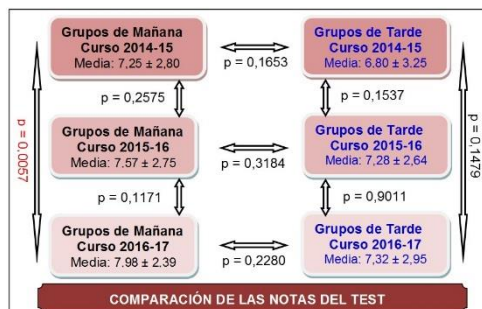 Grupos de Mañana
Curso 2014-15
Media: 7,25 ± 2,80
p = 0,1653
Grupos de Tarde
Curso 2014-15
Media: 6,80 ± 3.25
p = 0,2575
p = 0,1537
p = 0,0057
Grupos de Mañana
Curso 2015-16
Media: 7.57 ± 2,75
p = 0,3184
Grupos de Tarde
Curso 2015-16
Media: 7,28 ± 2,64
p = 0,1479
p = 0,1171
p = 0,9011
Grupos de Mañana
Curso 2016-17
Media: 7.98 ± 2,39
p = 0,2280
Grupos de Tarde
Curso 2016-17
Media: 7,32 ± 2,95
COMPARACIÓN DE LAS NOTAS DEL TEST